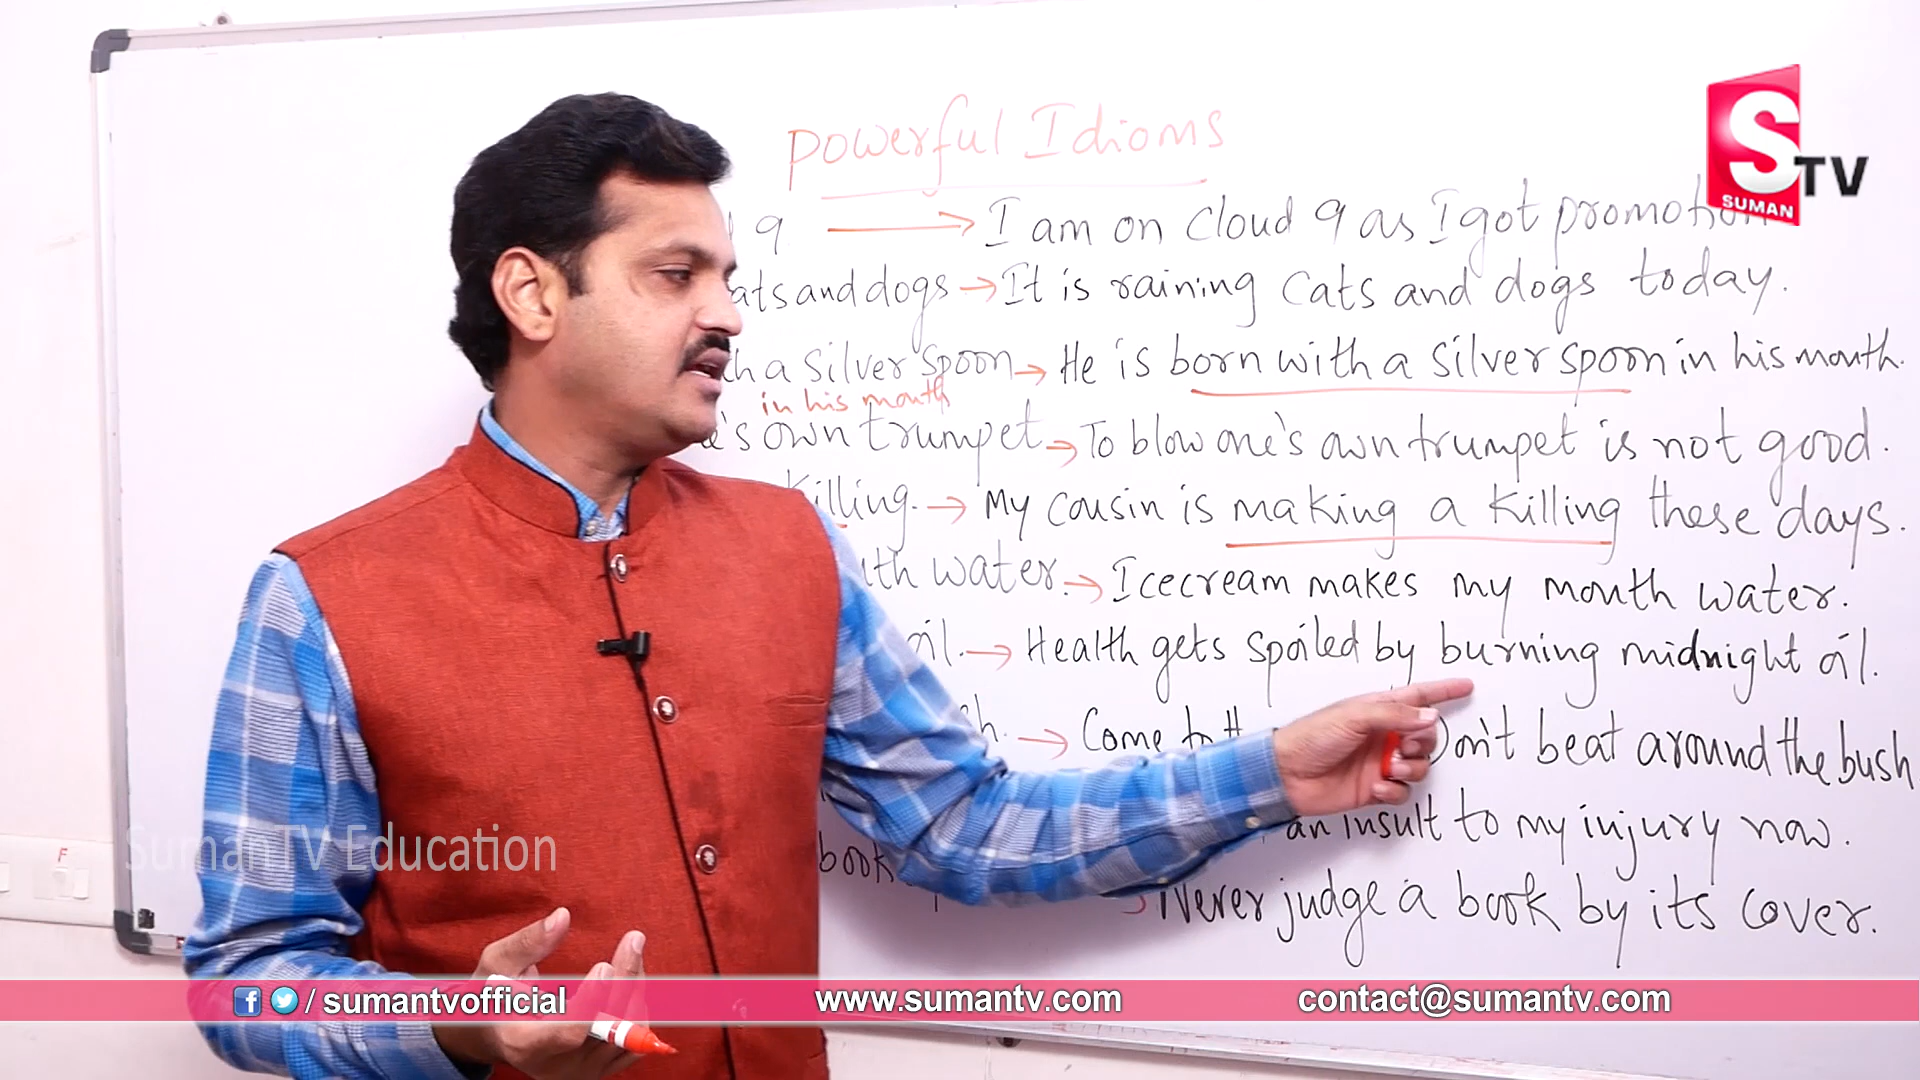 Powerful Idioms
S TV
SUMAN
9 → I am on cloud 9 as I got promotion
ats and dogs → It is raining cats and dogs today.
th a silver spoon → He is born with a silver spoon in his mouth.
in his mouth
e's own trumpet → To blow one's own trumpet is not good.
killing. → My cousin is making a killing these days.
uth water. → Icecream makes my mouth water.
oil. → Health gets spoiled by burning midnight oil.
sh. → Come to th Don't beat around the bush
an insult to my injury now.
book → Never judge a book by its cover.
SumanTV Education
F
f / sumantvofficial
www.sumantv.com
contact@sumantv.com